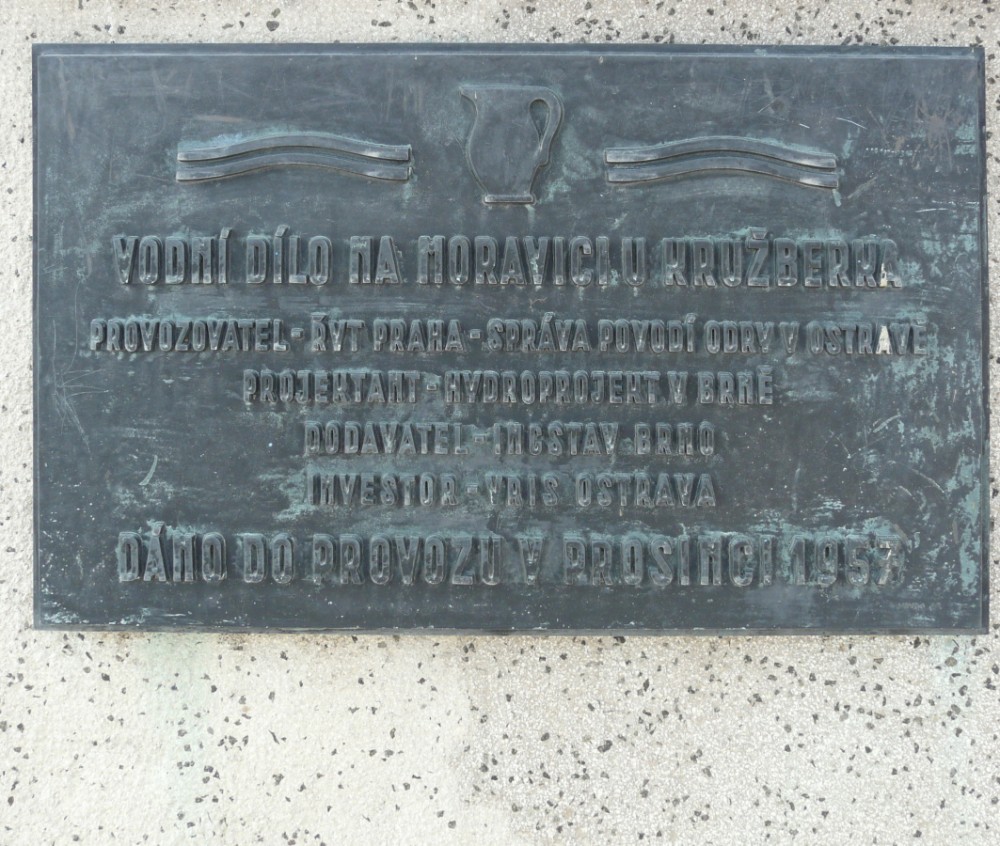 VODNÍ DÍLO NA MORAVICI U KRUŽBERKA
PROVOZOVATEL - ŘVT PRAHA - SPRÁVA POVODÍ ODRY V OSTRAVĚ
PROJEKTANT - HYDROPROJEKT V BRNĚ
DODAVATEL - INGSTAV BRNO
INVESTOR - VRIS OSTRAVA
DÁNO DO PROVOZU V PROSINCI 1957